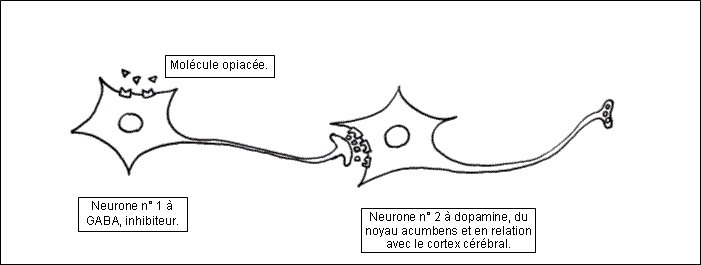 Molécule opiacée.
Neurone n° 1 à
GABA, inhibiteur.
Neurone n° 2 à dopamine, du
noyau acumbens et en relation
avec le cortex cérébral.